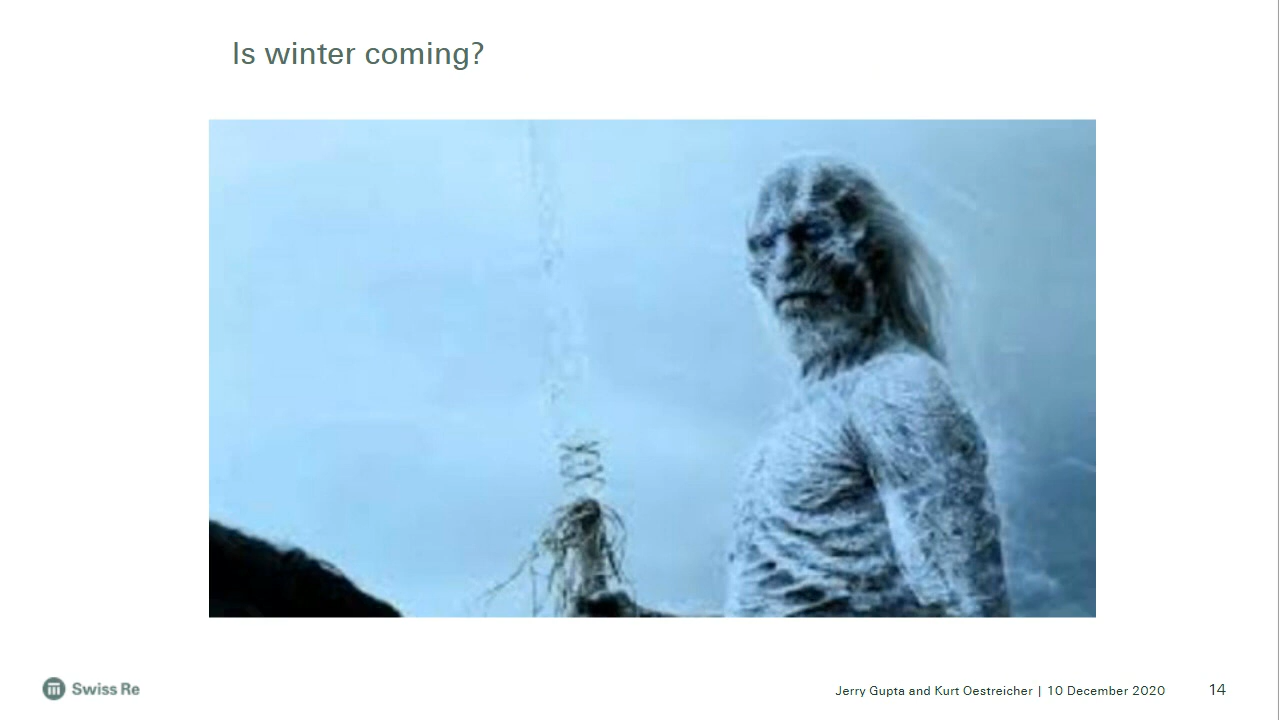 Is winter coming?
Swiss Re
Jerry Gupta and Kurt Oestreicher | 10 December 2020
14